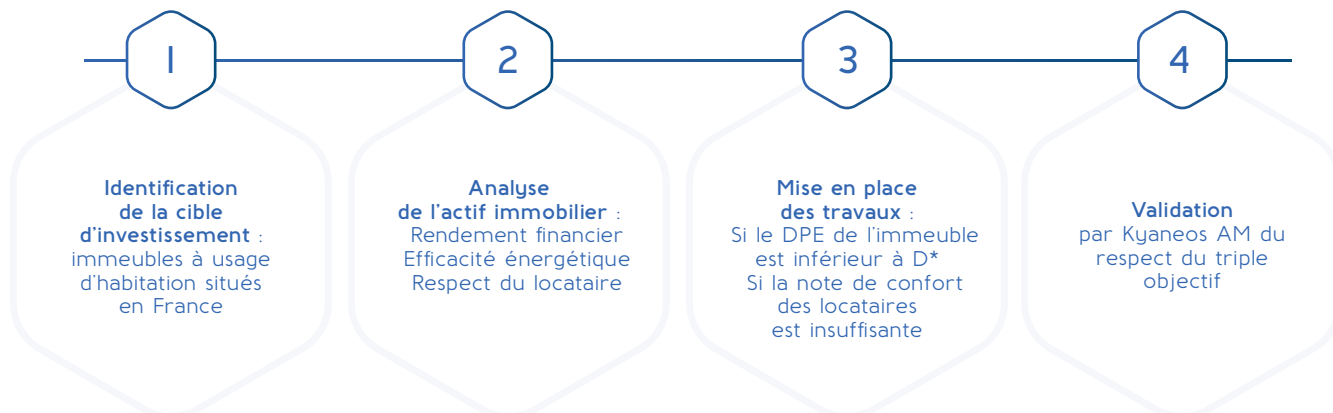 1
2
3
4
Identification
de la cible
d'investissement :
immeubles à usage
d'habitation situés
en France
Analyse
de l'actif immobilier :
Rendement financier
Efficacité énergétique
Respect du locataire
Mise en place
des travaux :
Si le DPE de l'immeuble
est inférieur à D*
Si la note de confort
des locataires
est insuffisante
Validation
par Kyaneos AM du
respect du triple
objectif